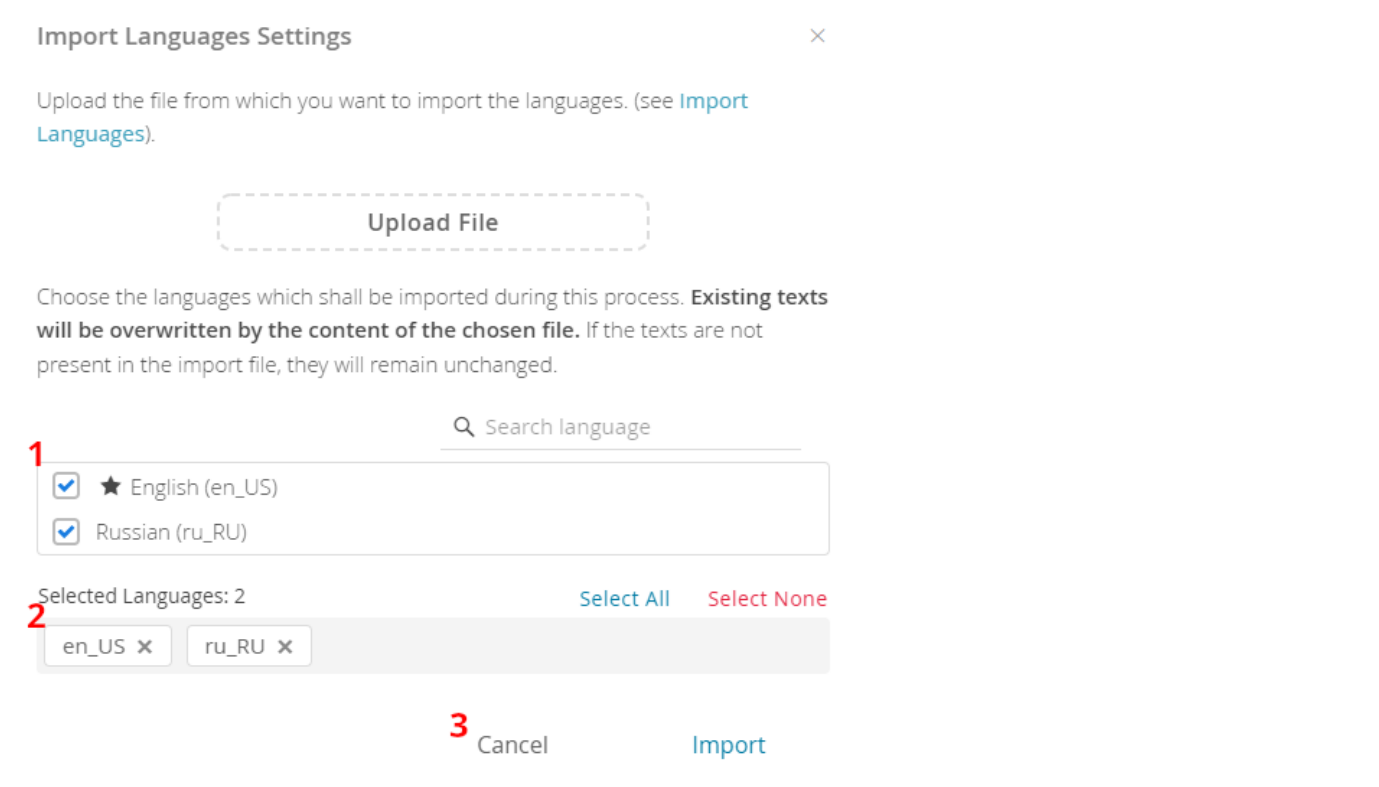 Import Languages Settings
Upload the file from which you want to import the languages. (see Import
Languages).
Upload File
Choose the languages which shall be imported during this process. Existing texts
will be overwritten by the content of the chosen file. If the texts are not
present in the import file, they will remain unchanged.
Search language
1
English (en_US)
Russian (ru_RU)
Selected Languages: 2 Select All Select None
2
en_US ru_RU
3
Cancel Import